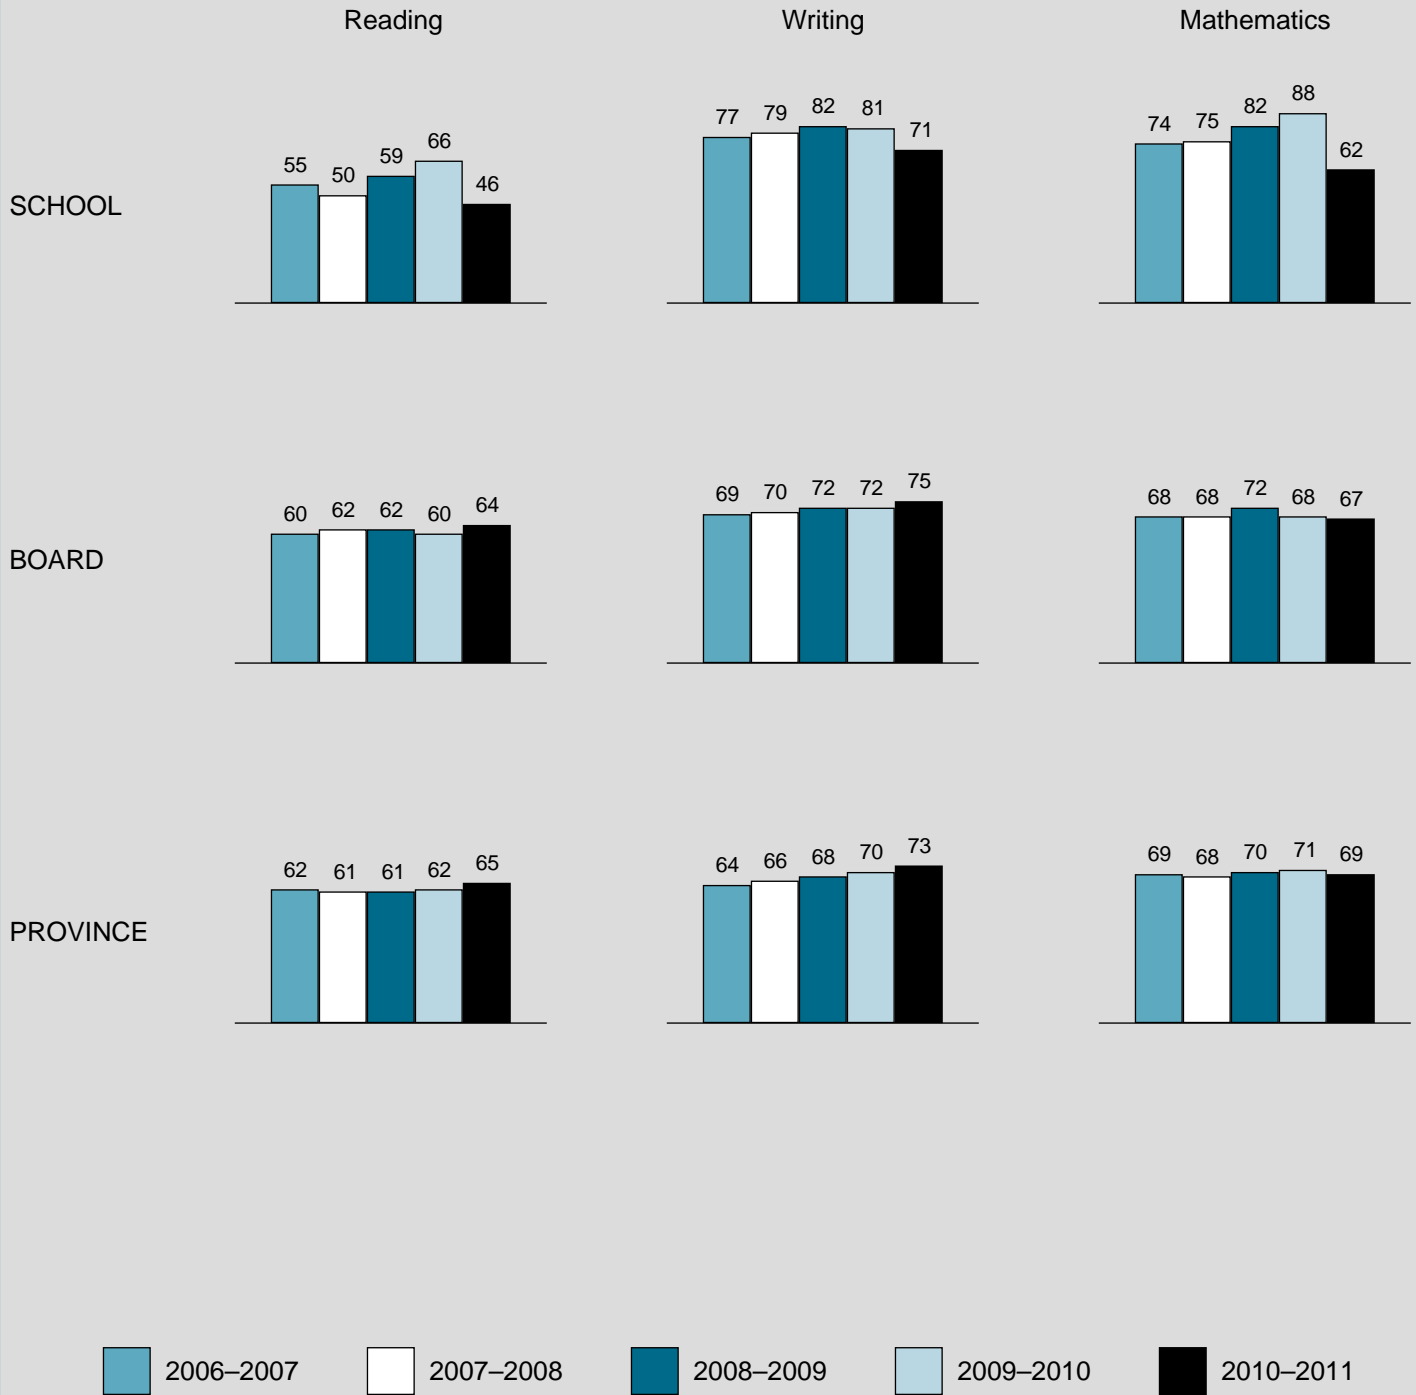 Reading Writing Mathematics
SCHOOL
55 50 59 66 46
77 79 82 81 71
74 75 82 88 62
BOARD
60 62 62 60 64
69 70 72 72 75
68 68 72 68 67
PROVINCE
62 61 61 62 65
64 66 68 70 73
69 68 70 71 69
2006–2007 2007–2008 2008–2009 2009–2010 2010–2011